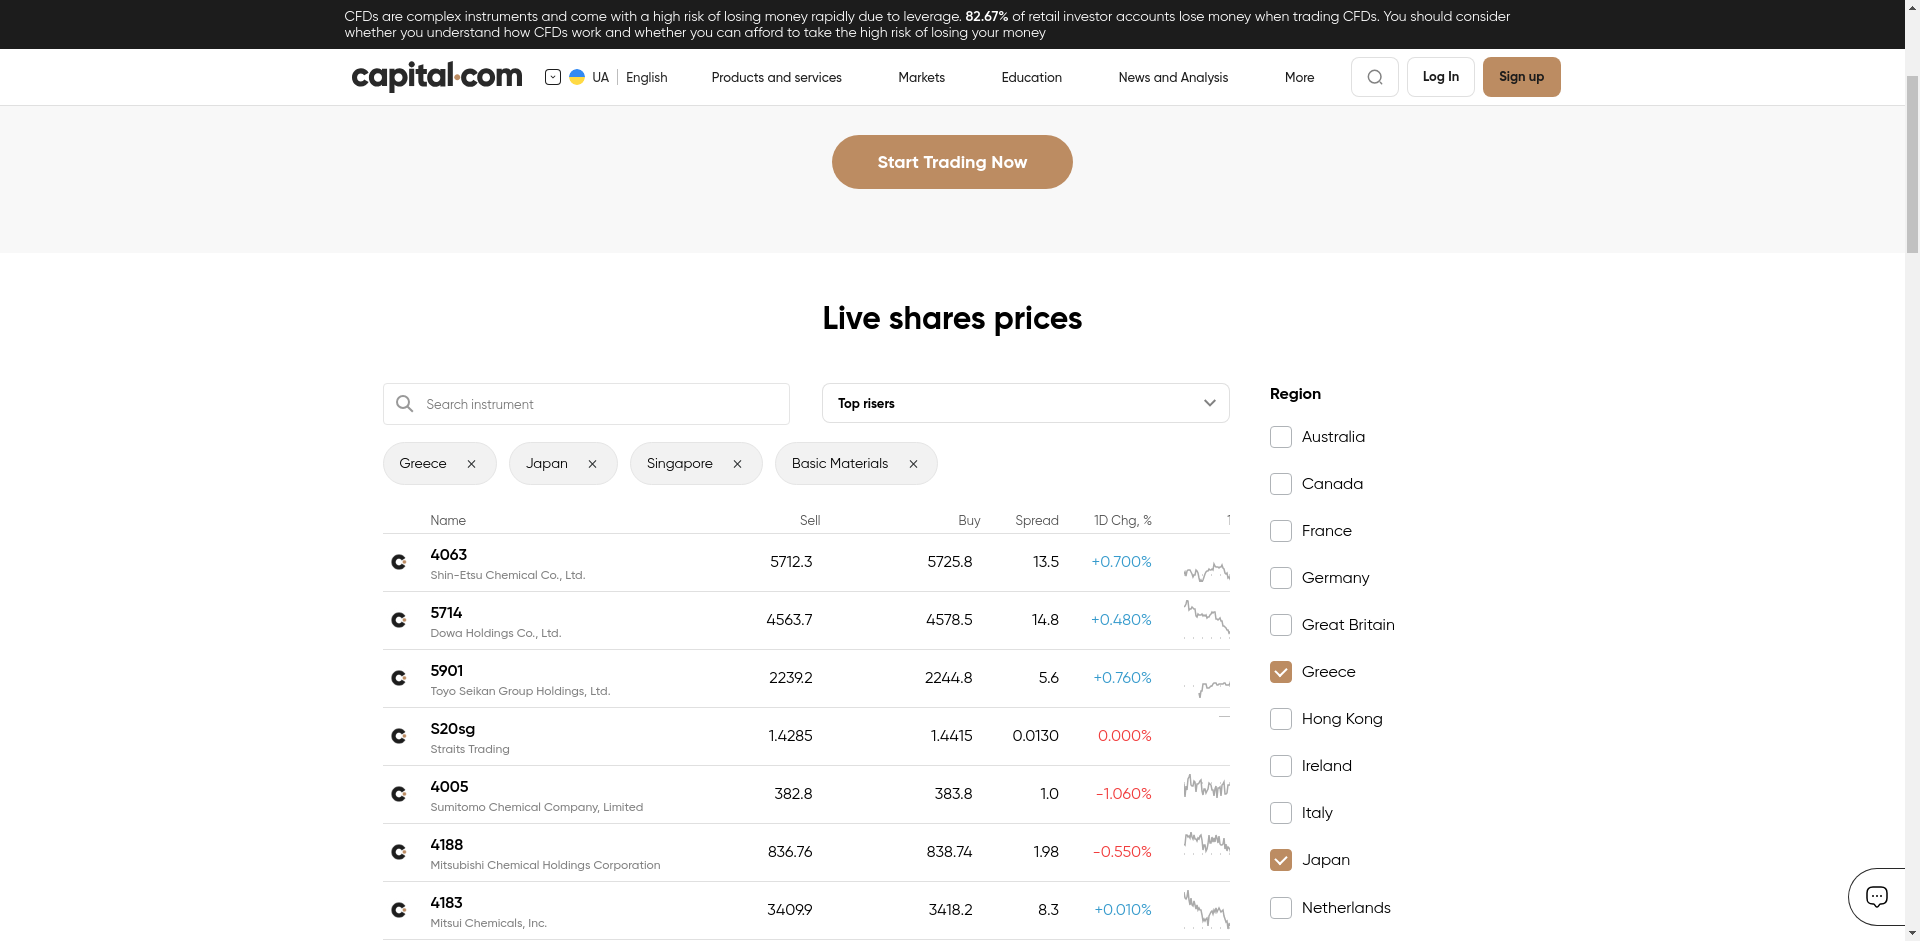 CFDs are complex instruments and come with a high risk of losing money rapidly due to leverage. 82.67% of retail investor accounts lose money when trading CFDs. You should consider
whether you understand how CFDs work and whether you can afford to take the high risk of losing your money
capital.com
UA English
Products and services
Markets
Education
News and Analysis
More
Log In
Sign up
Start Trading Now
Live shares prices
Search instrument
Top risers
Greece
Japan
Singapore
Basic Materials
Name Sell Buy Spread 1D Chg, %
4063
Shin-Etsu Chemical Co., Ltd.
5712.3 5725.8 13.5 +0.700%
5714
Dowa Holdings Co., Ltd.
4563.7 4578.5 14.8 +0.480%
5901
Toyo Seikan Group Holdings, Ltd.
2239.2 2244.8 5.6 +0.760%
S20sg
Straits Trading
1.4285 1.4415 0.0130 0.000%
4005
Sumitomo Chemical Company, Limited
382.8 383.8 1.0 -1.060%
4188
Mitsubishi Chemical Holdings Corporation
836.76 838.74 1.98 -0.550%
4183
Mitsui Chemicals, Inc.
3409.9 3418.2 8.3 +0.010%
Region
Australia
Canada
France
Germany
Great Britain
Greece
Hong Kong
Ireland
Italy
Japan
Netherlands